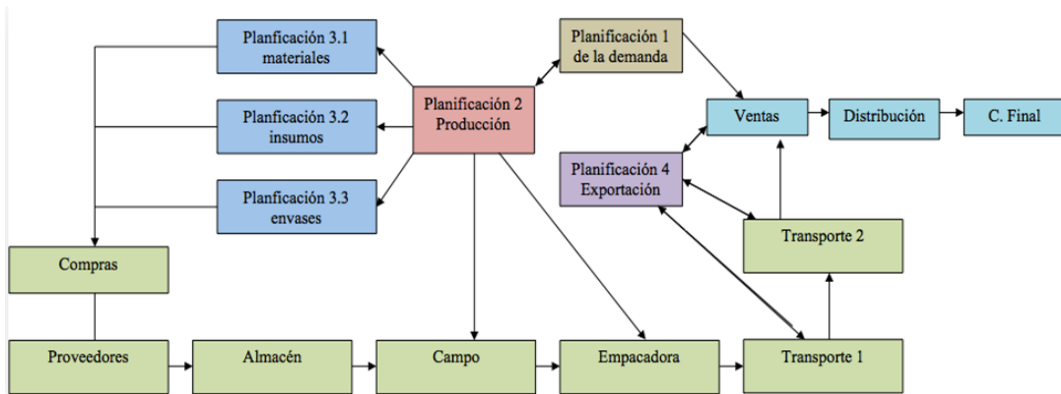 Planficación 3.1
materiales
Planificación 1
de la demanda
Planificación 2
Producción
Planficación 3.2
insumos
Ventas
Distribución
C. Final
Planificación 4
Exportación
Planficación 3.3
envases
Transporte 2
Compras
Proveedores
Almacén
Campo
Empacadora
Transporte 1